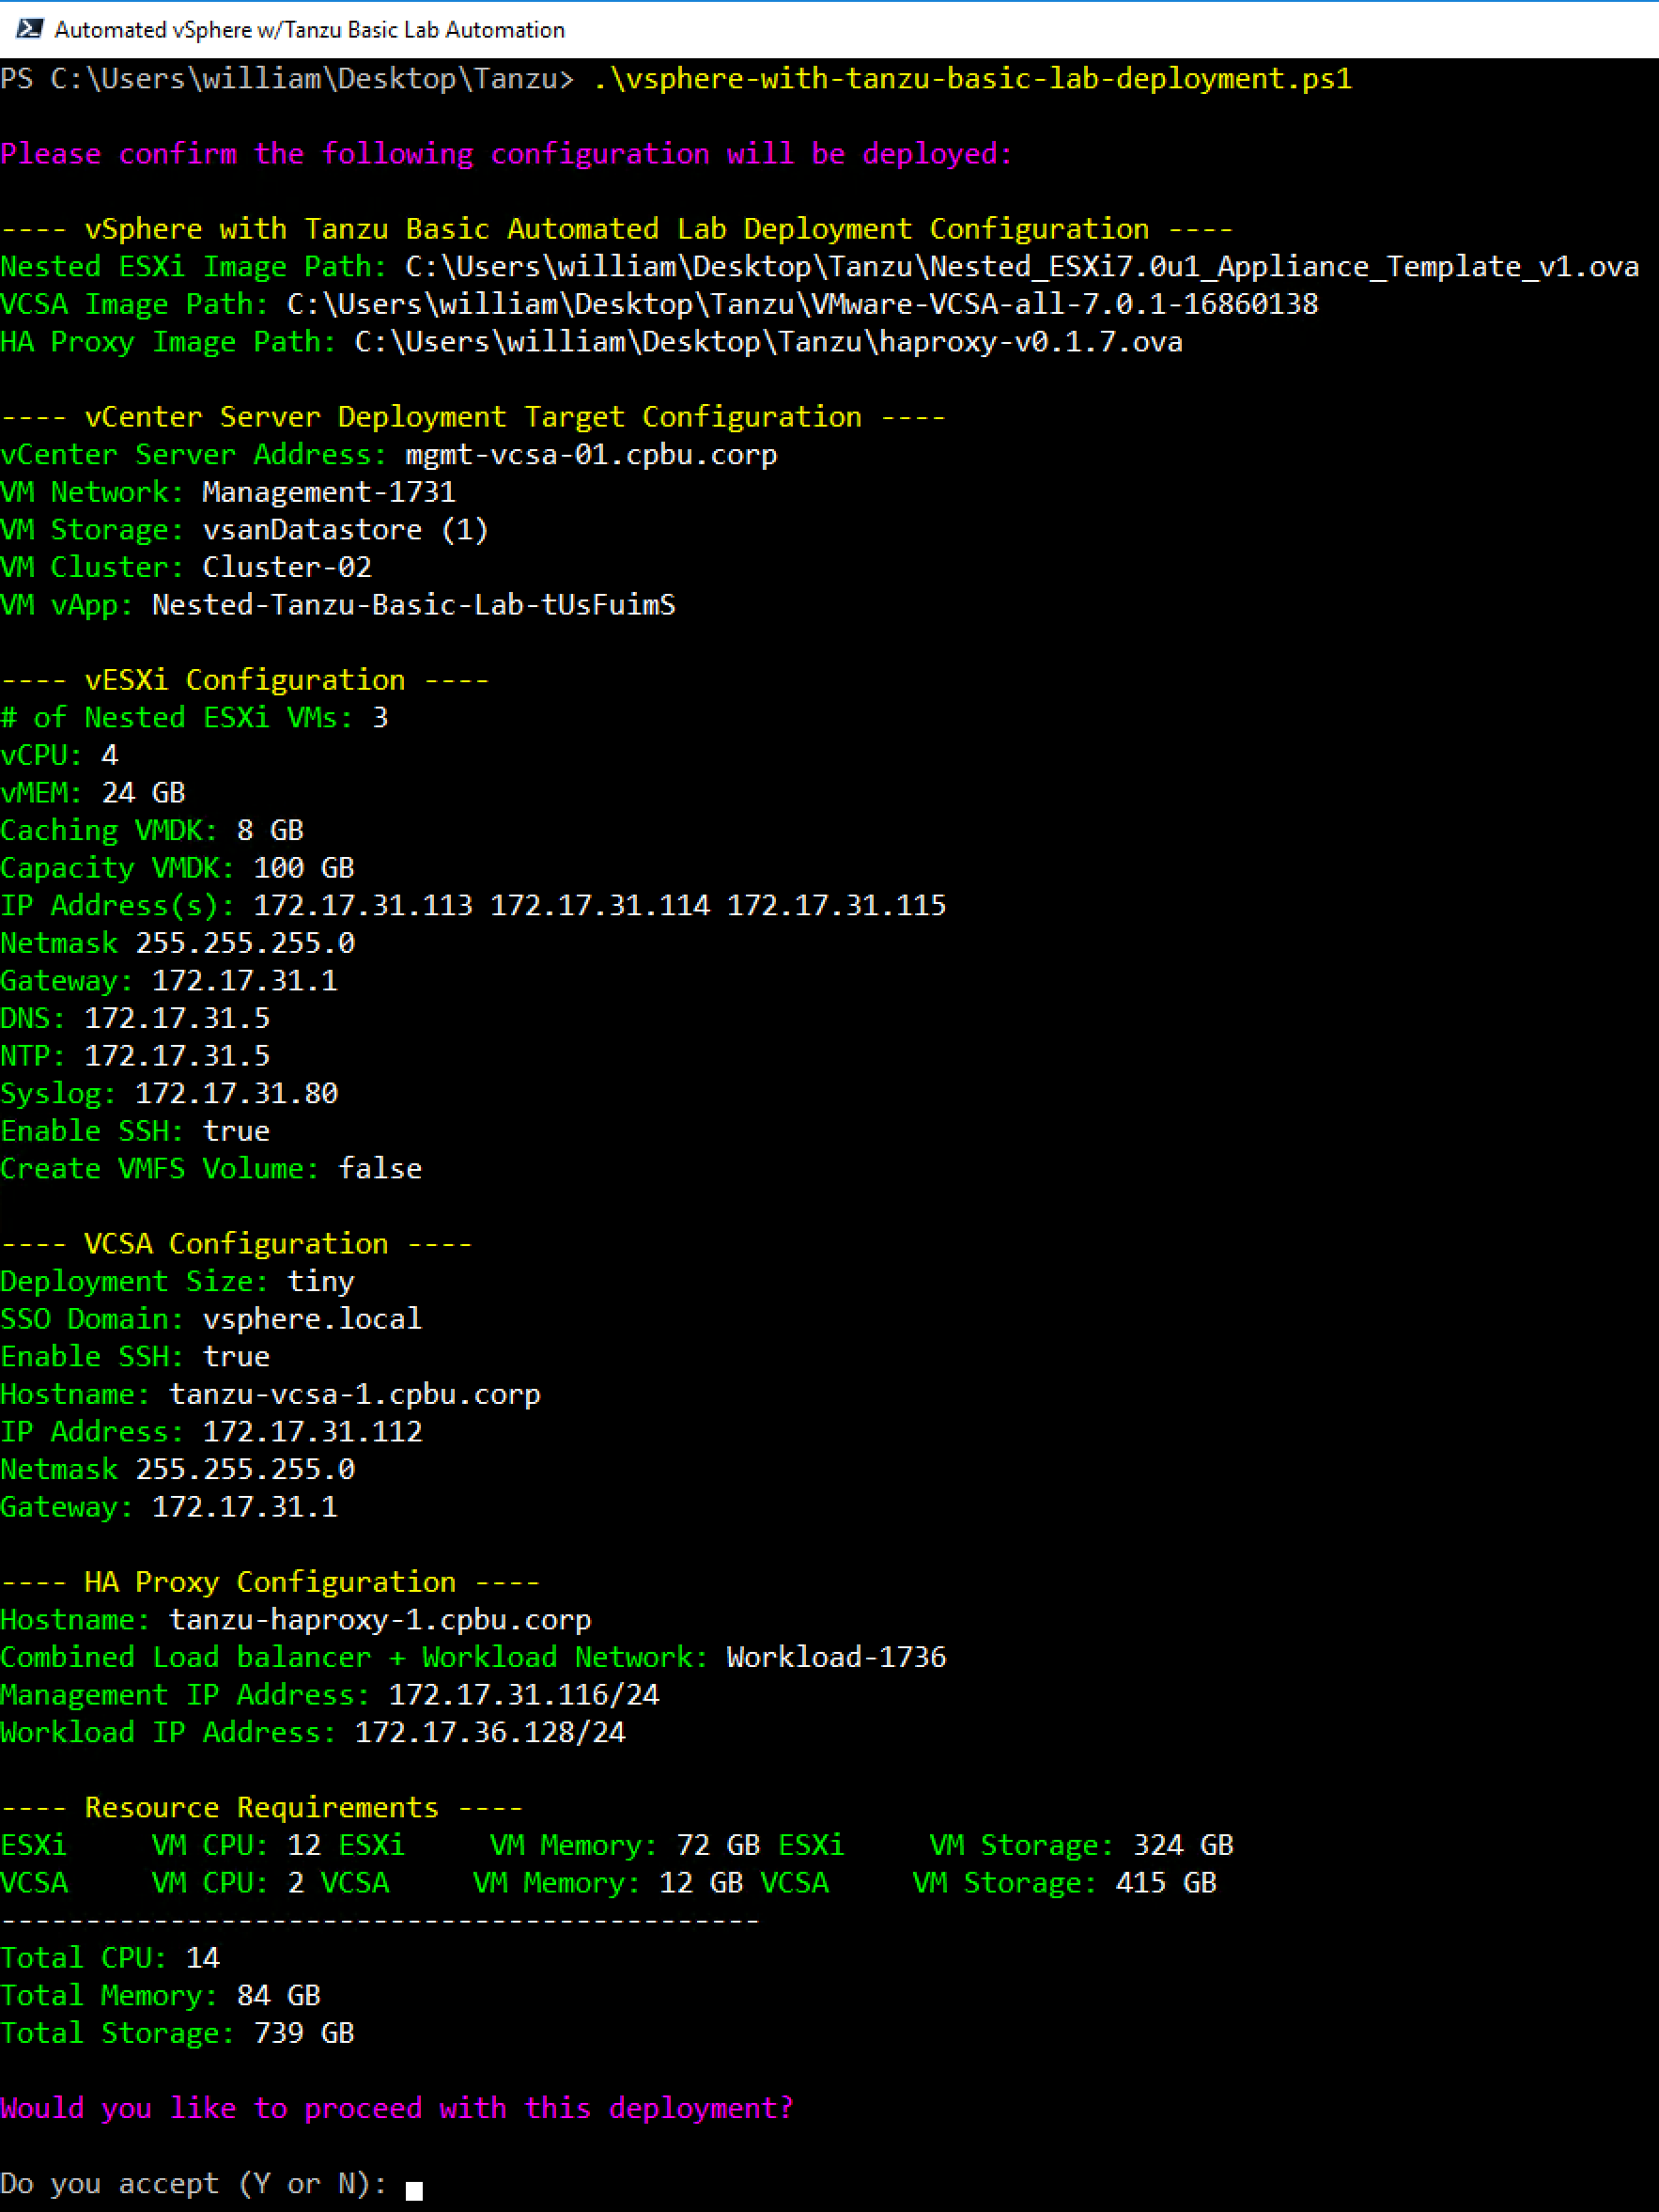 Automated vSphere w/Tanzu Basic Lab Automation
PS C:\Users\william\Desktop\Tanzu> .\vsphere-with-tanzu-basic-lab-deployment.ps1
Please confirm the following configuration will be deployed:
---- vSphere with Tanzu Basic Automated Lab Deployment Configuration ----
Nested ESXi Image Path: C:\Users\william\Desktop\Tanzu\Nested_ESXi7.0u1_Appliance_Template_v1.ova
VCSA Image Path: C:\Users\william\Desktop\Tanzu\VMware-VCSA-all-7.0.1-16860138
HA Proxy Image Path: C:\Users\william\Desktop\Tanzu\haproxy-v0.1.7.ova
---- vCenter Server Deployment Target Configuration ----
vCenter Server Address: mgmt-vcsa-01.cpbu.corp
VM Network: Management-1731
VM Storage: vsanDatastore (1)
VM Cluster: Cluster-02
VM vApp: Nested-Tanzu-Basic-Lab-tUsFuimS
---- vESXi Configuration ----
# of Nested ESXi VMs: 3
vCPU: 4
vMEM: 24 GB
Caching VMDK: 8 GB
Capacity VMDK: 100 GB
IP Address(s): 172.17.31.113 172.17.31.114 172.17.31.115
Netmask 255.255.255.0
Gateway: 172.17.31.1
DNS: 172.17.31.5
NTP: 172.17.31.5
Syslog: 172.17.31.80
Enable SSH: true
Create VMFS Volume: false
---- VCSA Configuration ----
Deployment Size: tiny
SSO Domain: vsphere.local
Enable SSH: true
Hostname: tanzu-vcsa-1.cpbu.corp
IP Address: 172.17.31.112
Netmask 255.255.255.0
Gateway: 172.17.31.1
---- HA Proxy Configuration ----
Hostname: tanzu-haproxy-1.cpbu.corp
Combined Load balancer + Workload Network: Workload-1736
Management IP Address: 172.17.31.116/24
Workload IP Address: 172.17.36.128/24
---- Resource Requirements ----
ESXi     VM CPU: 12 ESXi     VM Memory: 72 GB ESXi     VM Storage: 324 GB
VCSA     VM CPU: 2 VCSA     VM Memory: 12 GB VCSA     VM Storage: 415 GB
---------------------------------------------
Total CPU: 14
Total Memory: 84 GB
Total Storage: 739 GB
Would you like to proceed with this deployment?
Do you accept (Y or N):